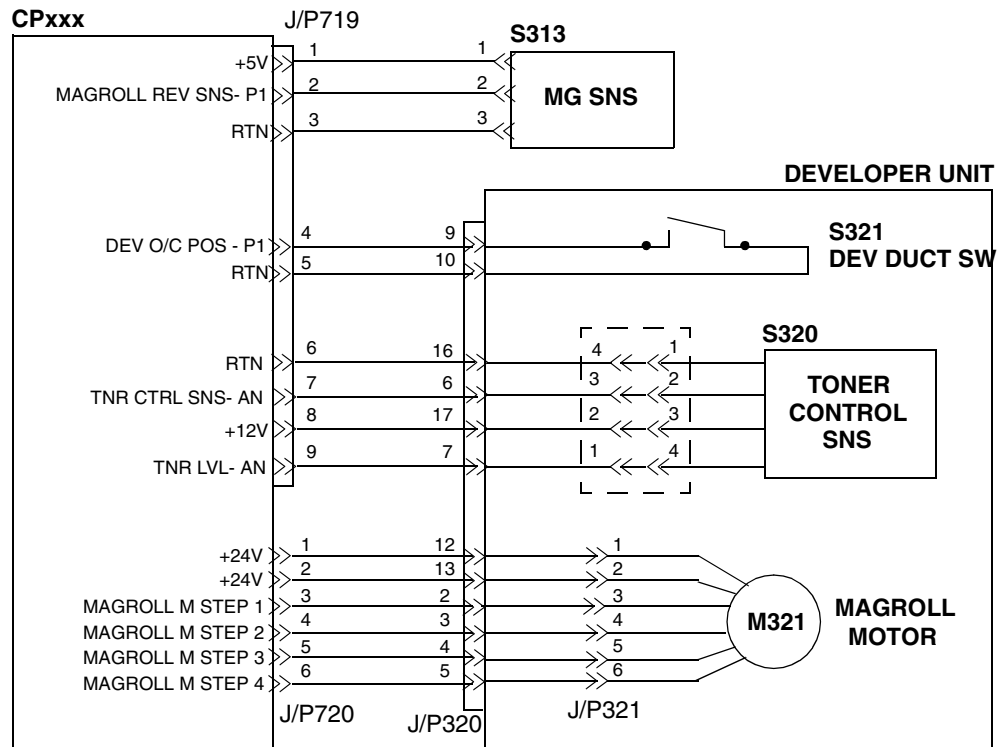 CPxxx
J/P719
S313
+5V 1 1
MAGROLL REV SNS- P1 2 2
MG SNS
RTN 3 3
DEVELOPER UNIT
DEV O/C POS - P1 4 9
S321
DEV DUCT SW
RTN 5 10
S320
RTN 6 16 4 1
TNR CTRL SNS- AN 7 6 3 2
+12V 8 17 2 3
TNR LVL- AN 9 7 1 4
TONER
CONTROL
SNS
+24V 1 12 1
+24V 2 13 2
MAGROLL M STEP 1 3 2 3
MAGROLL M STEP 2 4 3 4
MAGROLL M STEP 3 5 4 5
MAGROLL M STEP 4 6 5 6
M321
MAGROLL
MOTOR
J/P720
J/P320
J/P321